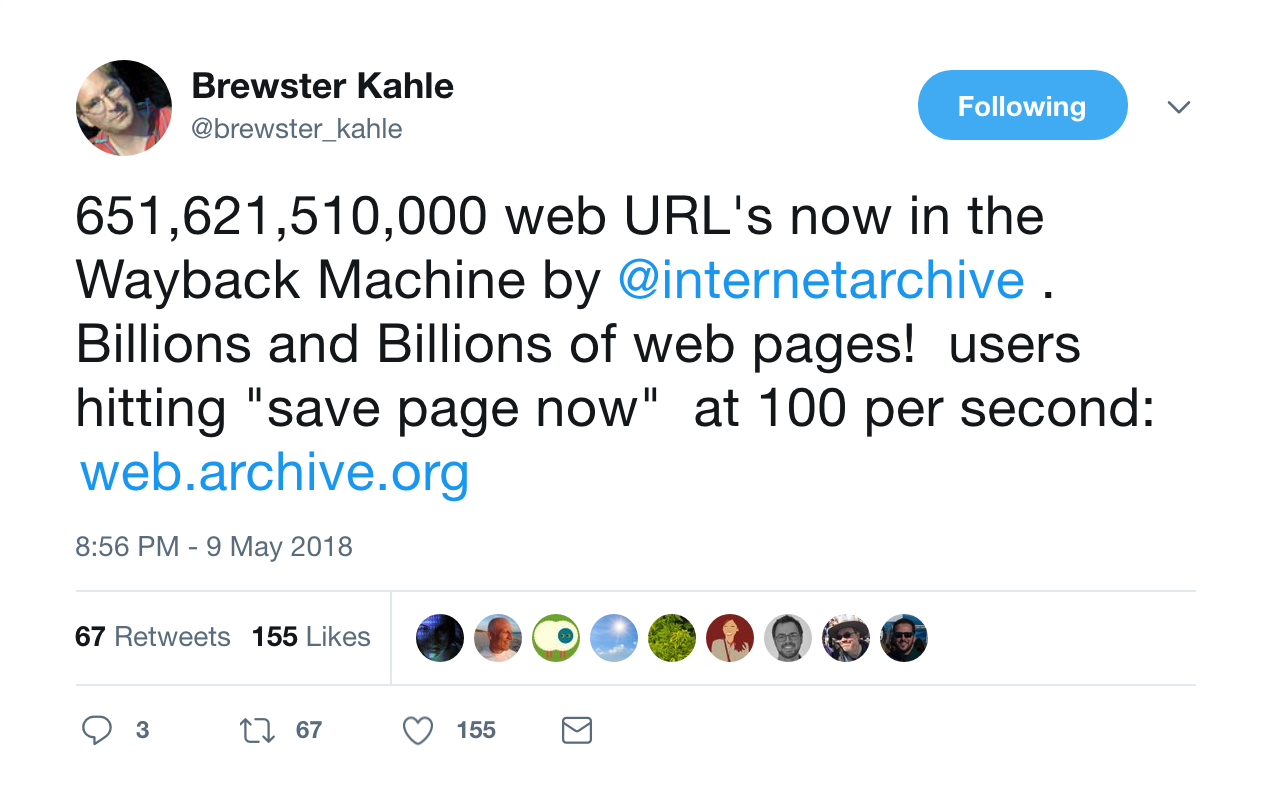 Brewster Kahle
@brewster_kahle
Following
651,621,510,000 web URL's now in the
Wayback Machine by @internetarchive .
Billions and Billions of web pages!  users
hitting "save page now"  at 100 per second:
web.archive.org
8:56 PM - 9 May 2018
67 Retweets 155 Likes
3 67 155